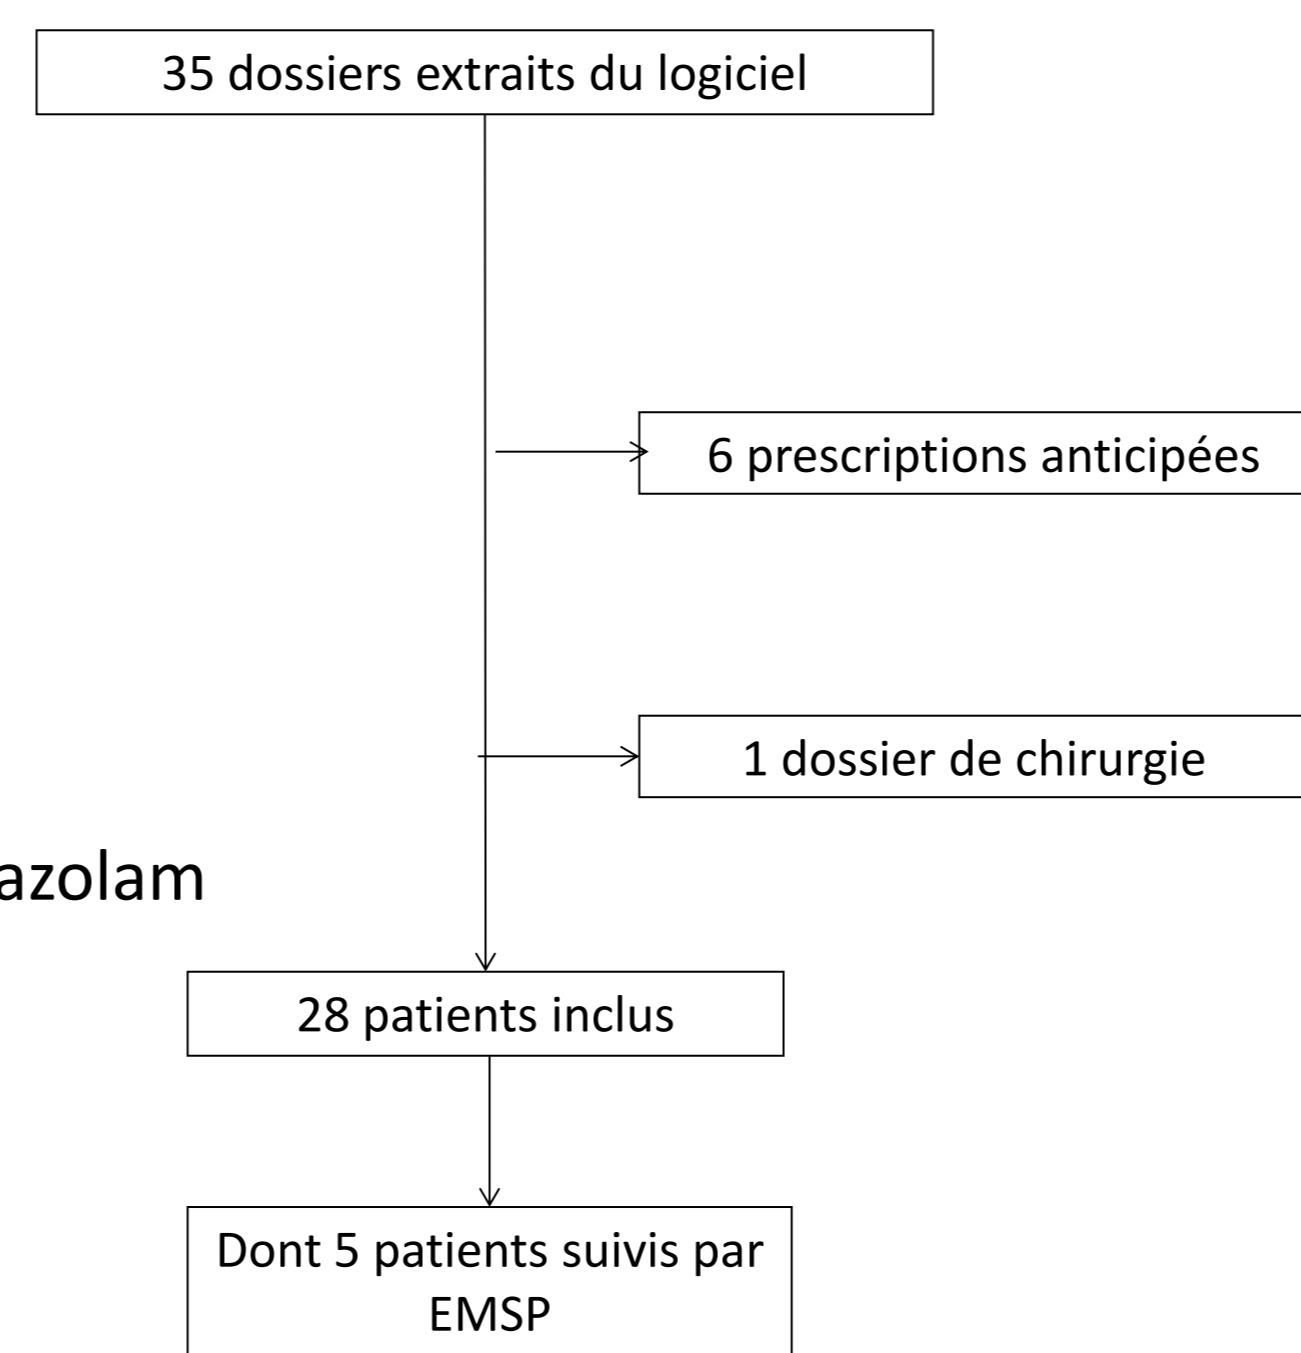 35 dossiers extraits du logiciel
6 prescriptions anticipées
1 dossier de chirurgie
azolam
28 patients inclus
Dont 5 patients suivis par
EMSP